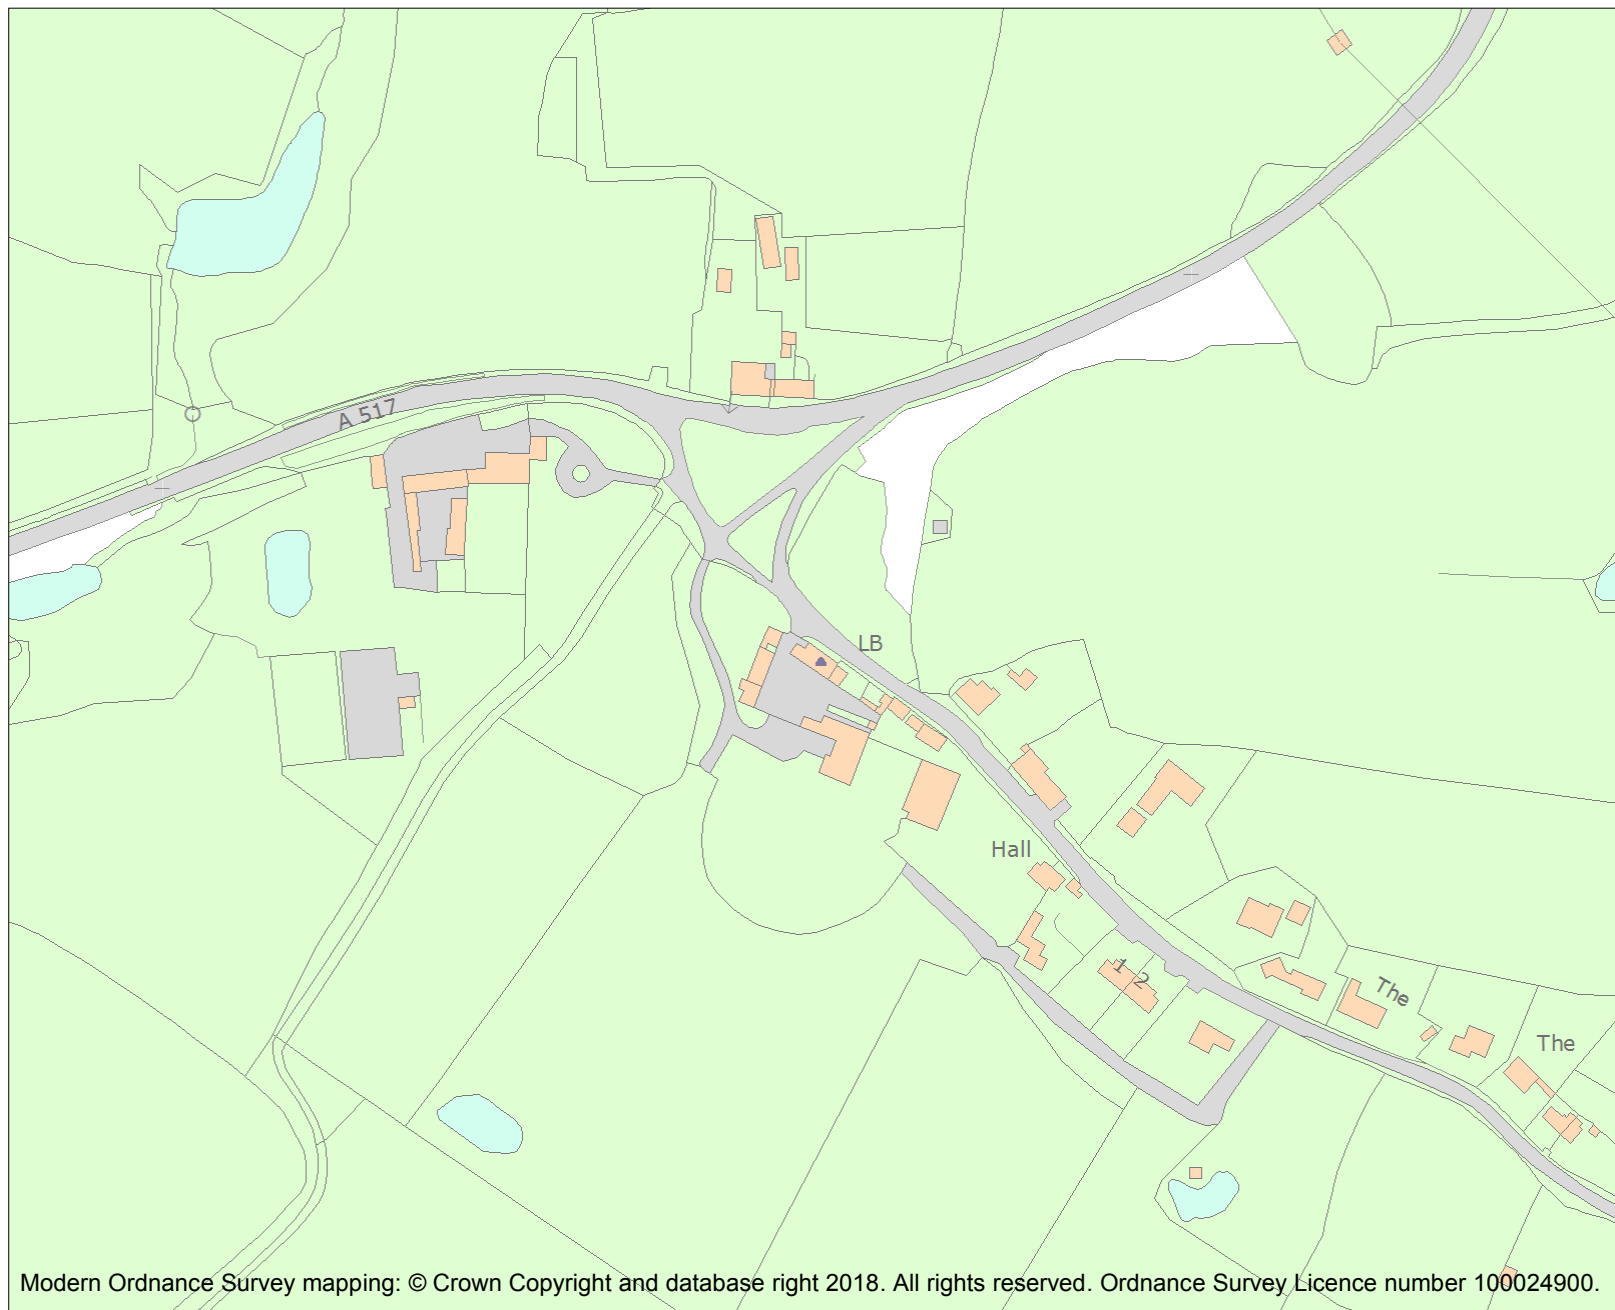 A 517
LB
Hall
1
2
The
The
Modern Ordnance Survey mapping: © Crown Copyright and database right 2018. All rights reserved. Ordnance Survey Licence number 100024900.